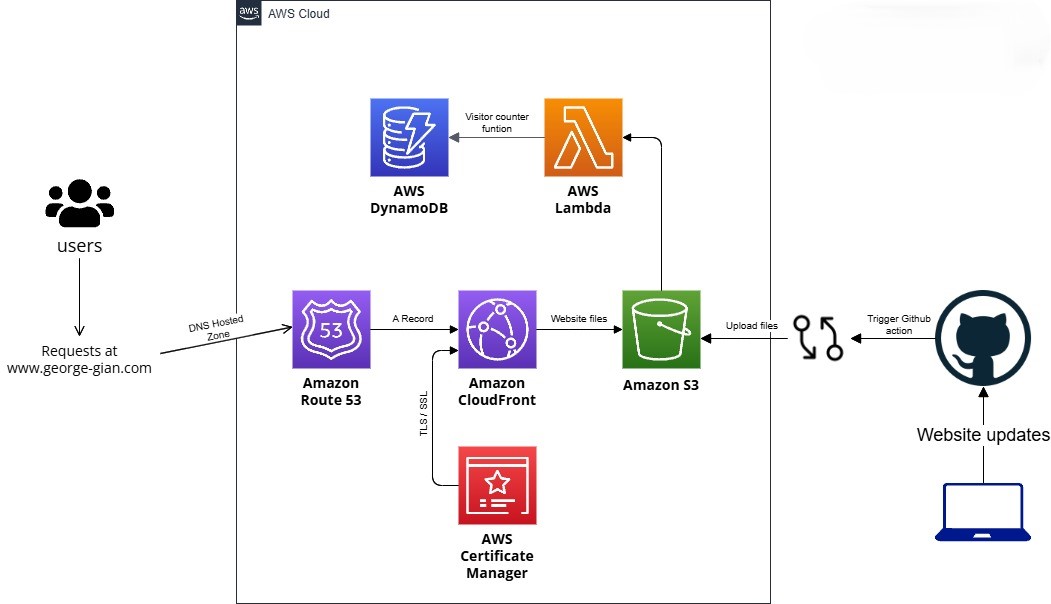 aws
AWS Cloud
Visitor counter
funtion
AWS
DynamoDB
AWS
Lambda
users
Requests at
www.george-gian.com
DNS Hosted
Zone
53
Amazon
Route 53
A Record
Amazon
CloudFront
Website files
Amazon S3
Upload files
Trigger Github
action
Website updates
TLS / SSL
AWS
Certificate
Manager